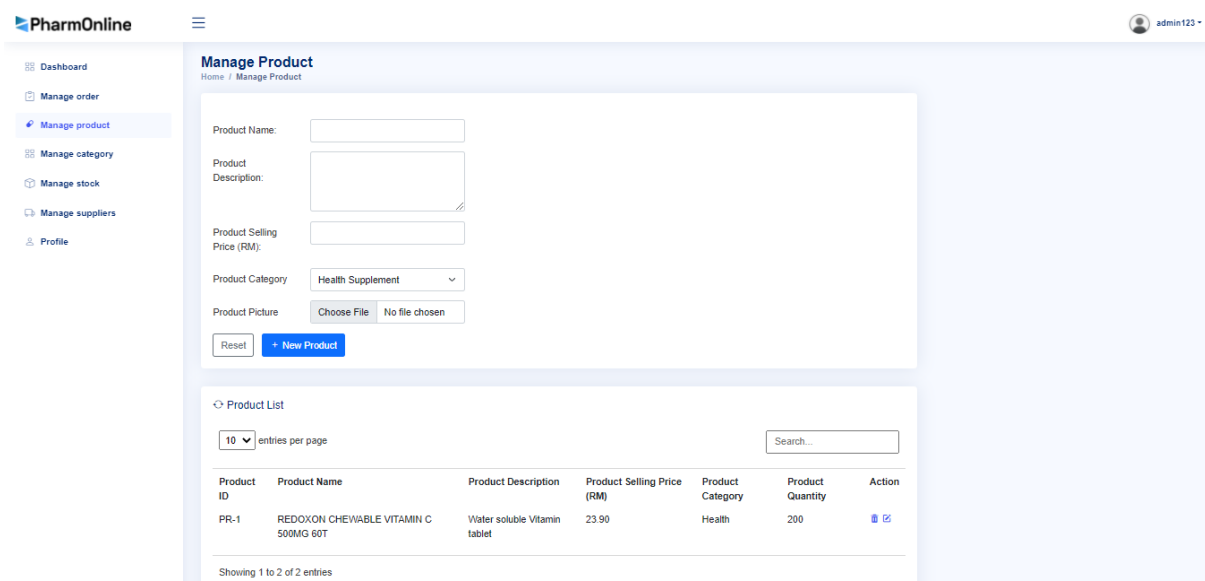 PharmOnline
admin123
Dashboard
Manage order
Manage product
Manage category
Manage stock
Manage suppliers
Profile
Manage Product
Home / Manage Product
Product Name:
Product
Description:
Product Selling
Price (RM):
Product Category
Health Supplement
Product Picture
Choose File No file chosen
Reset
+ New Product
Product List
10 entries per page
Search...
Product
ID
Product Name
Product Description
Product Selling Price
(RM)
Product
Category
Product
Quantity
Action
PR-1
REDOXON CHEWABLE VITAMIN C
500MG 60T
Water soluble Vitamin
tablet
23.90
Health
200
Showing 1 to 2 of 2 entries